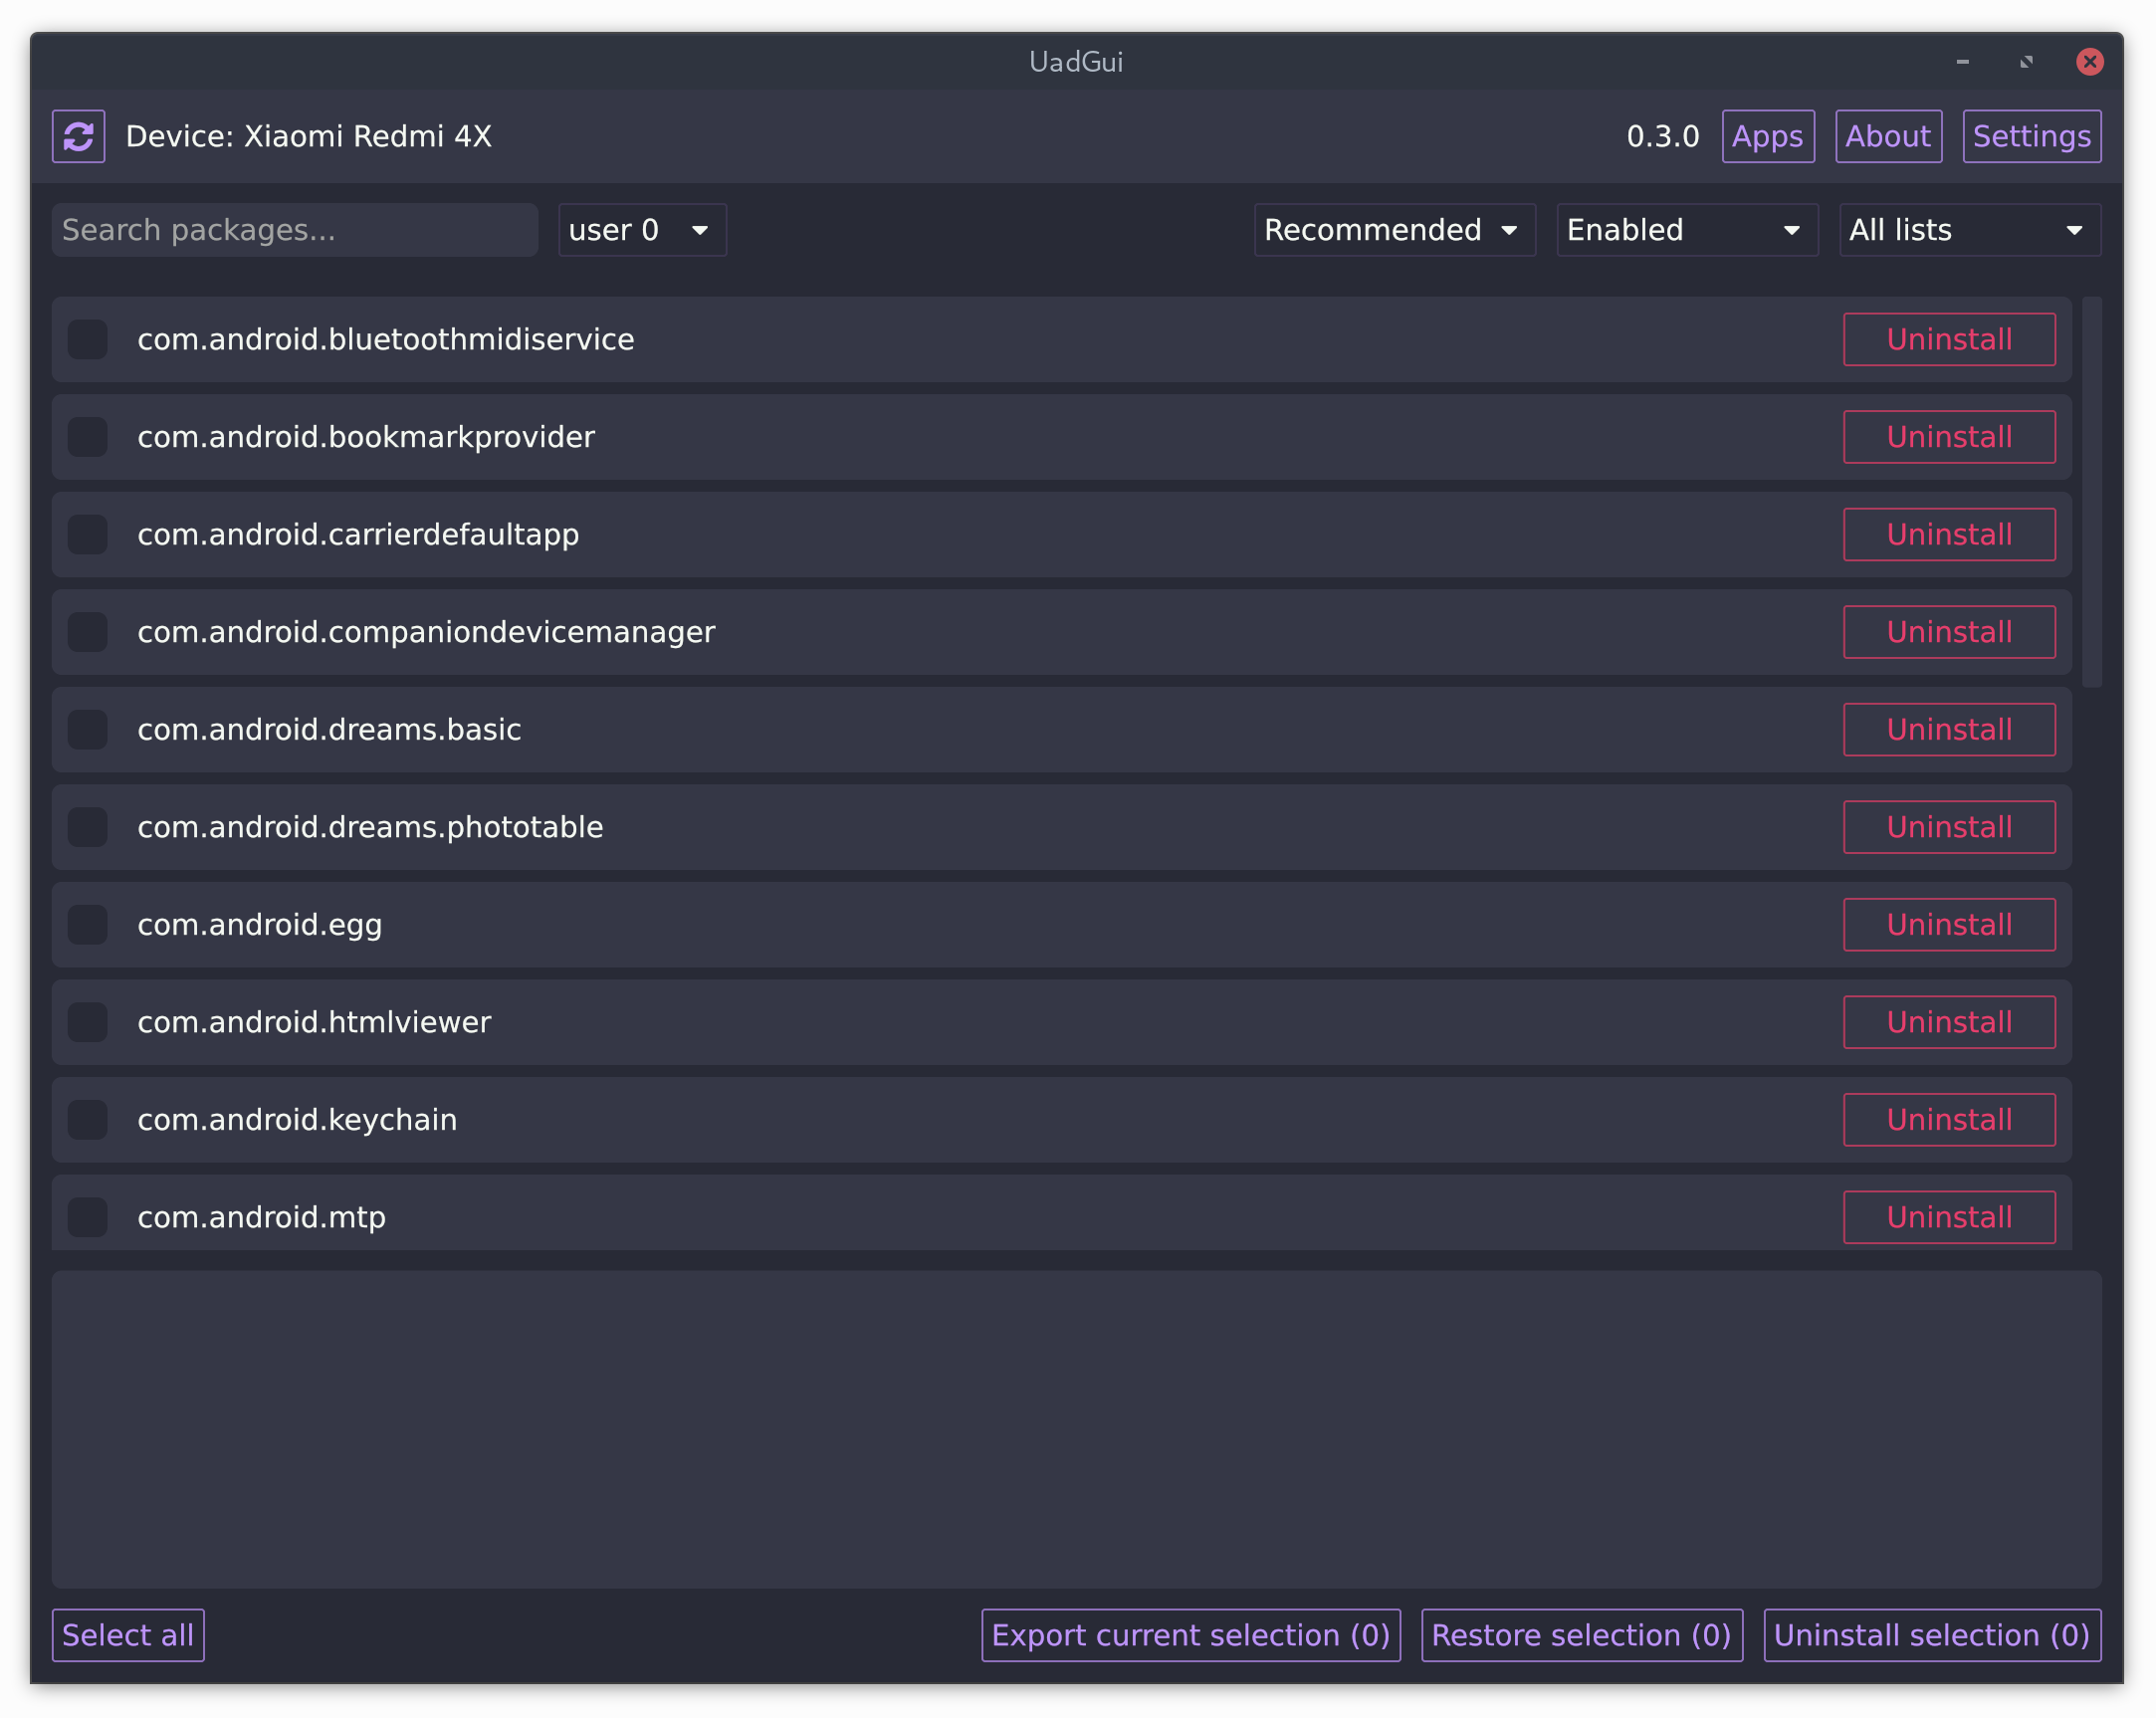 UadGui
Device: Xiaomi Redmi 4X 0.3.0 Apps About Settings
Search packages... user 0 Recommended Enabled All lists
com.android.bluetoothmidiservice Uninstall
com.android.bookmarkprovider Uninstall
com.android.carrierdefaultapp Uninstall
com.android.companiondevicemanager Uninstall
com.android.dreams.basic Uninstall
com.android.dreams.phototable Uninstall
com.android.egg Uninstall
com.android.htmlviewer Uninstall
com.android.keychain Uninstall
com.android.mtp Uninstall
Select all Export current selection (0) Restore selection (0) Uninstall selection (0)